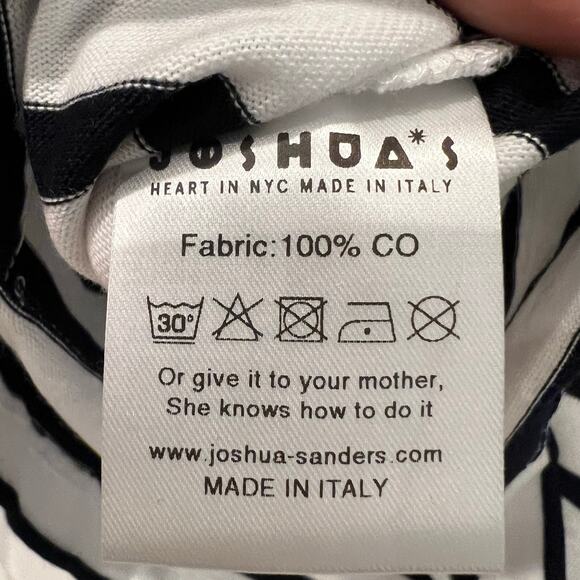 JOSHUA*S
HEART IN NYC MADE IN ITALY
Fabric: 100% CO
30°
Or give it to your mother,
She knows how to do it
www.joshua-sanders.com
MADE IN ITALY